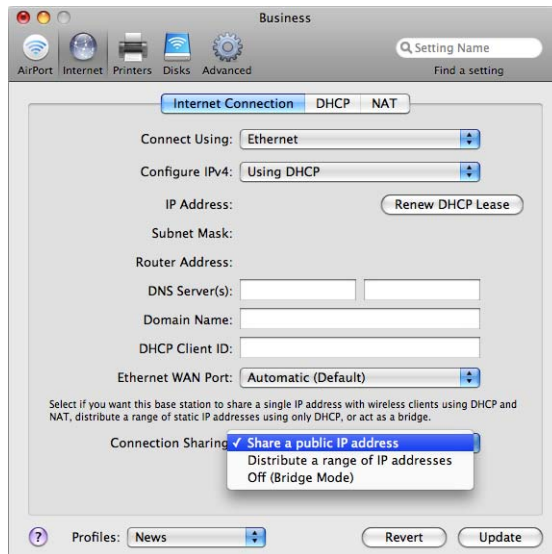 Business
Setting Name
AirPort Internet Printers Disks Advanced
Find a setting
Internet Connection DHCP NAT
Connect Using: Ethernet
Configure IPv4: Using DHCP
IP Address: Renew DHCP Lease
Subnet Mask:
Router Address:
DNS Server(s):
Domain Name:
DHCP Client ID:
Ethernet WAN Port: Automatic (Default)
Select if you want this base station to share a single IP address with wireless clients using DHCP and
NAT, distribute a range of static IP addresses using only DHCP, or act as a bridge.
Connection Sharing ✓ Share a public IP address
Distribute a range of IP addresses
Off (Bridge Mode)
? Profiles: News Revert Update